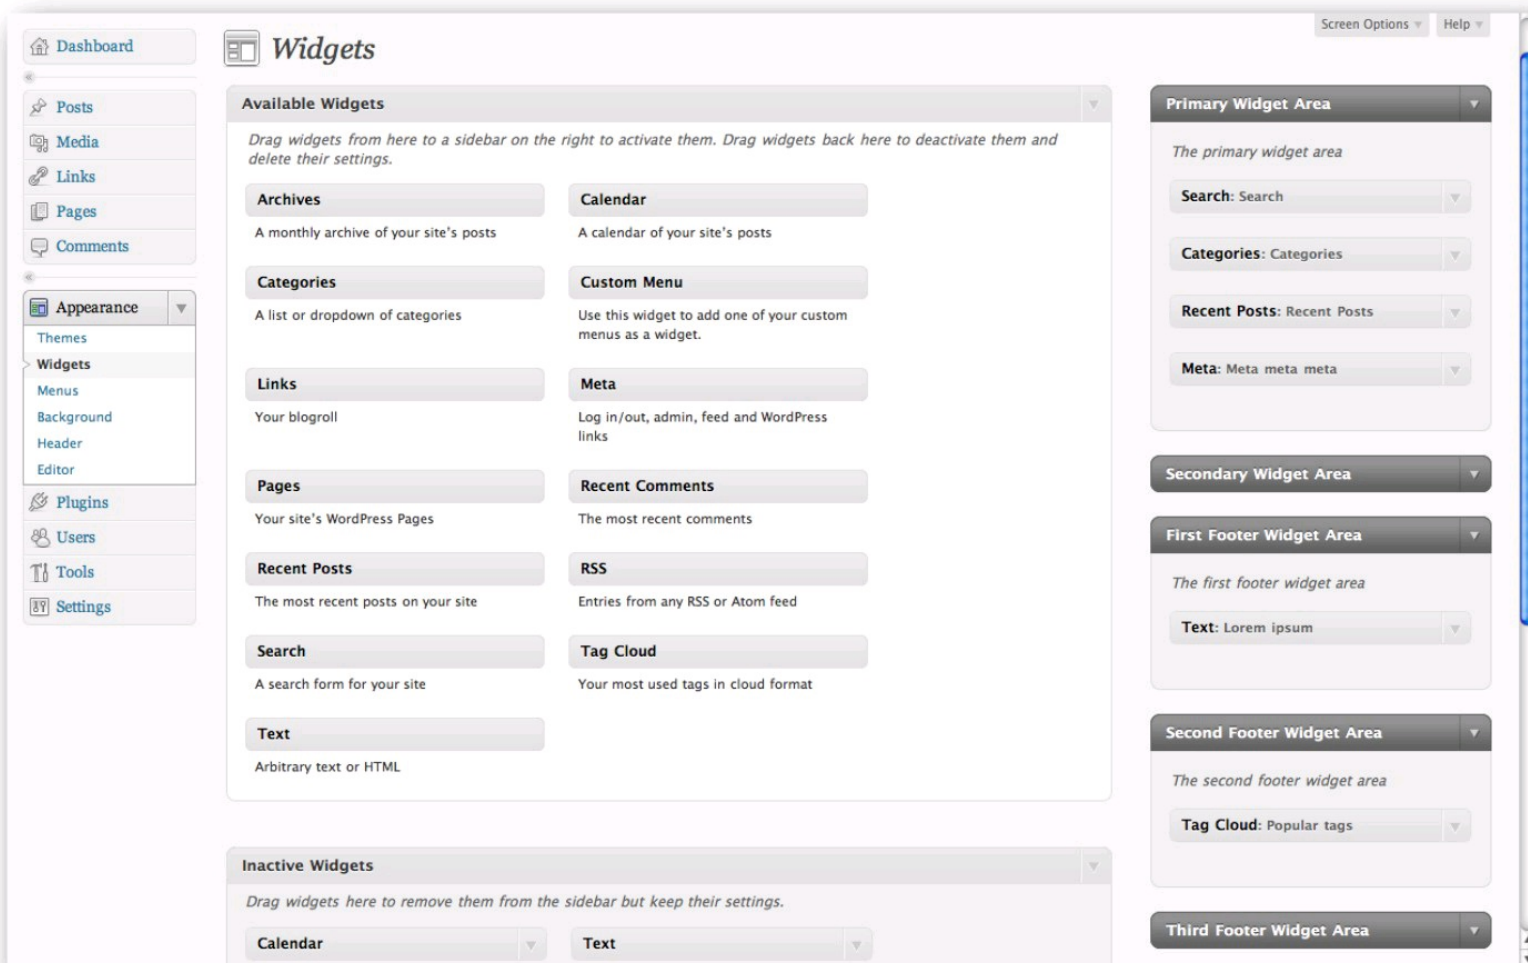 Screen Options
Help
Dashboard
Posts
Media
Links
Pages
Comments
Appearance
Themes
Widgets
Menus
Background
Header
Editor
Plugins
Users
Tools
Settings
Widgets
Available Widgets
Drag widgets from here to a sidebar on the right to activate them. Drag widgets back here to deactivate them and
delete their settings.
Archives
A monthly archive of your site's posts
Calendar
A calendar of your site's posts
Categories
A list or dropdown of categories
Custom Menu
Use this widget to add one of your custom
menus as a widget.
Links
Your blogroll
Meta
Log in/out, admin, feed and WordPress
links
Pages
Your site's WordPress Pages
Recent Comments
The most recent comments
Recent Posts
The most recent posts on your site
RSS
Entries from any RSS or Atom feed
Search
A search form for your site
Tag Cloud
Your most used tags in cloud format
Text
Arbitrary text or HTML
Inactive Widgets
Drag widgets here to remove them from the sidebar but keep their settings.
Calendar
Text
Primary Widget Area
The primary widget area
Search: Search
Categories: Categories
Recent Posts: Recent Posts
Meta: Meta meta meta
Secondary Widget Area
First Footer Widget Area
The first footer widget area
Text: Lorem ipsum
Second Footer Widget Area
The second footer widget area
Tag Cloud: Popular tags
Third Footer Widget Area